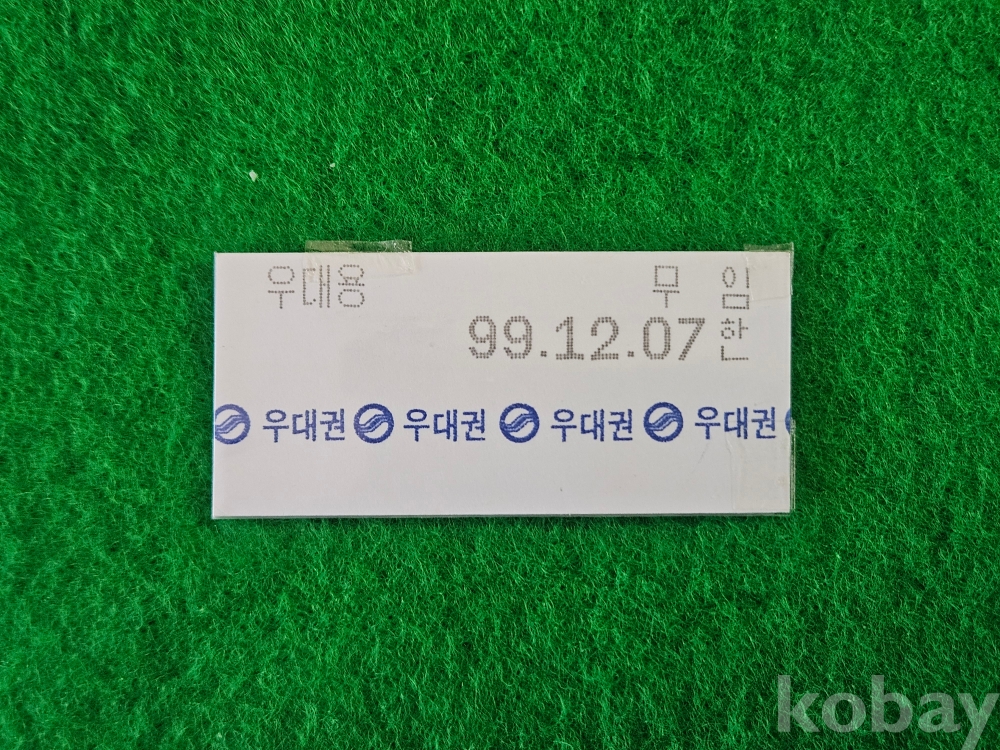 우대용 무 임
99.12.07 한
우대권 우대권 우대권 우대권
kobay